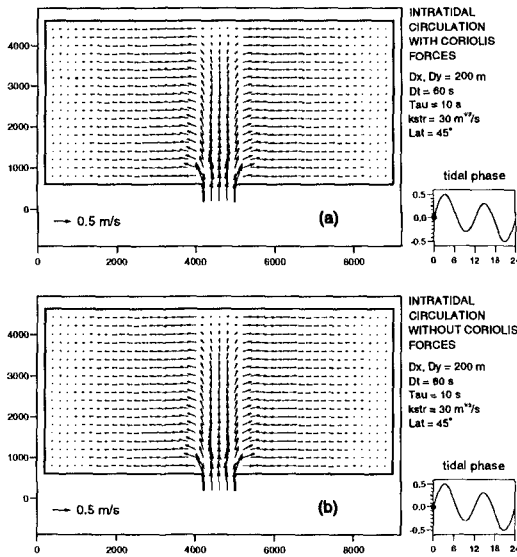 INTRATIDAL
CIRCULATION
WITH CORIOLIS
FORCES
Dx, Dy = 200 m
Dt = 60 s
Tau = 10 s
kstr = 30 m**/s
Lat = 45°
tidal phase
0.5
0.0
-0.5
0 6 12 18 24
4000
3000
2000
1000
0
0.5 m/s
(a)
0 2000 4000 6000 8000
INTRATIDAL
CIRCULATION
WITHOUT CORIOLIS
FORCES
Dx, Dy = 200 m
Dt = 60 s
Tau = 10 s
kstr = 30 m**/s
Lat = 45°
tidal phase
0.5
0.0
-0.5
0 6 12 18 24
4000
3000
2000
1000
0
0.5 m/s
(b)
0 2000 4000 6000 8000